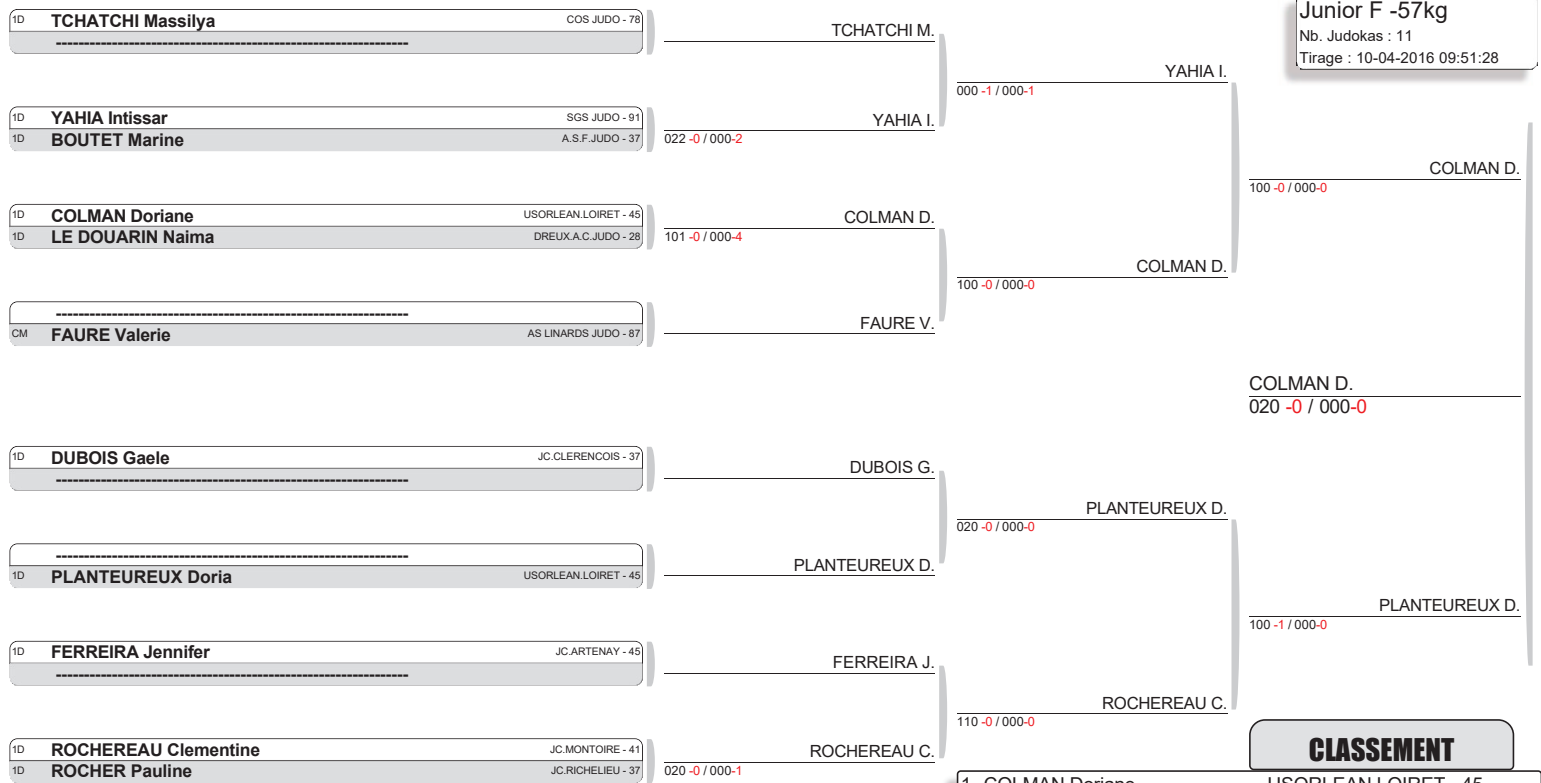 Junior F -57kg
Nb. Judokas : 11
Tirage : 10-04-2016 09:51:28
1D TCHATCHI Massilya COS JUDO - 78
----------------------------------------------------------------
1D YAHIA Intissar SGS JUDO - 91
1D BOUTET Marine A.S.F.JUDO - 37
1D COLMAN Doriane USORLEAN.LOIRET - 45
1D LE DOUARIN Naima DREUX.A.C.JUDO - 28
----------------------------------------------------------------
CM FAURE Valerie AS LINARDS JUDO - 87
1D DUBOIS Gaele JC.CLERENCOIS - 37
----------------------------------------------------------------
----------------------------------------------------------------
1D PLANTEUREUX Doria USORLEAN.LOIRET - 45
1D FERREIRA Jennifer JC.ARTENAY - 45
----------------------------------------------------------------
1D ROCHEREAU Clementine JC.MONTOIRE - 41
1D ROCHER Pauline JC.RICHELIEU - 37
TCHATCHI M.
YAHIA I.
022 -0 / 000-2
COLMAN D.
101 -0 / 000-4
FAURE V.
DUBOIS G.
PLANTEUREUX D.
FERREIRA J.
ROCHEREAU C.
020 -0 / 000-1
YAHIA I.
000 -1 / 000-1
COLMAN D.
100 -0 / 000-0
PLANTEUREUX D.
020 -0 / 000-0
ROCHEREAU C.
110 -0 / 000-0
COLMAN D.
100 -0 / 000-0
COLMAN D.
020 -0 / 000-0
PLANTEUREUX D.
100 -1 / 000-0
CLASSEMENT
1 COLMAN Doriane USORLEAN.LOIRET - 45